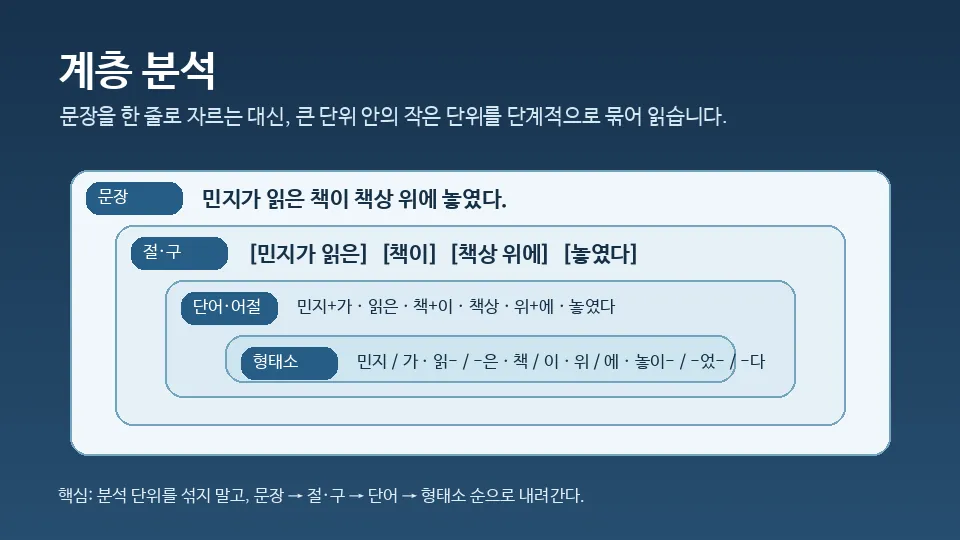 계층 분석
문장을 한 줄로 자르는 대신, 큰 단위 안의 작은 단위를 단계적으로 묶어 읽습니다.
문장 민지가 읽은 책이 책상 위에 놓였다.
절·구 [민지가 읽은] [책이] [책상 위에] [놓였다]
단어·어절 민지+가 · 읽은 · 책+이 · 책상 · 위+에 · 놓였다
형태소 민지 / 가 · 읽- / -은 · 책 / 이 · 위 / 에 · 놓이- / -었- / -다
핵심: 분석 단위를 섞지 말고, 문장 → 절·구 → 단어 → 형태소 순으로 내려간다.